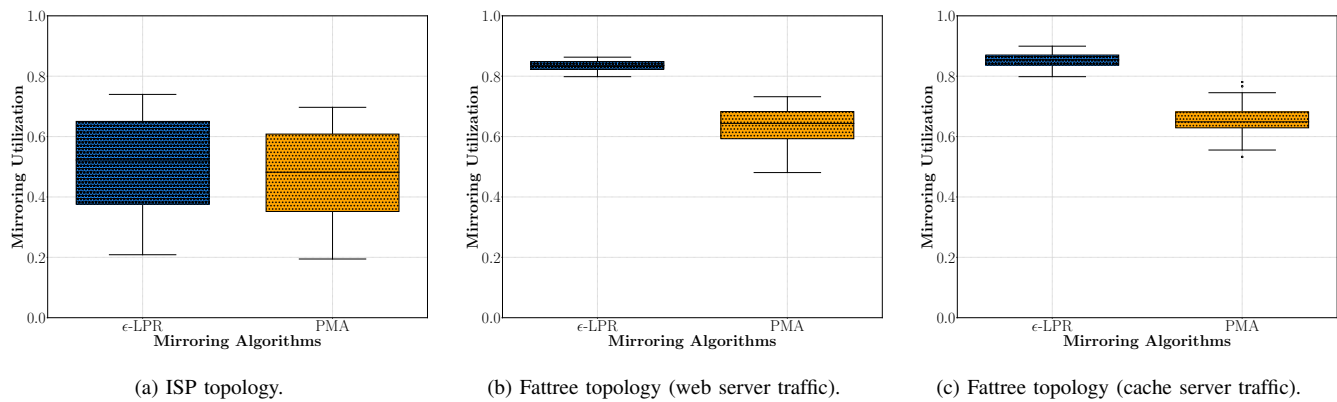 1.0
0.8
0.6
0.4
0.2
0.0
Mirroring Utilization
ϵ-LPR PMA
Mirroring Algorithms
(a) ISP topology.
1.0
0.8
0.6
0.4
0.2
0.0
Mirroring Utilization
ϵ-LPR PMA
Mirroring Algorithms
(b) Fattree topology (web server traffic).
1.0
0.8
0.6
0.4
0.2
0.0
Mirroring Utilization
ϵ-LPR PMA
Mirroring Algorithms
(c) Fattree topology (cache server traffic).